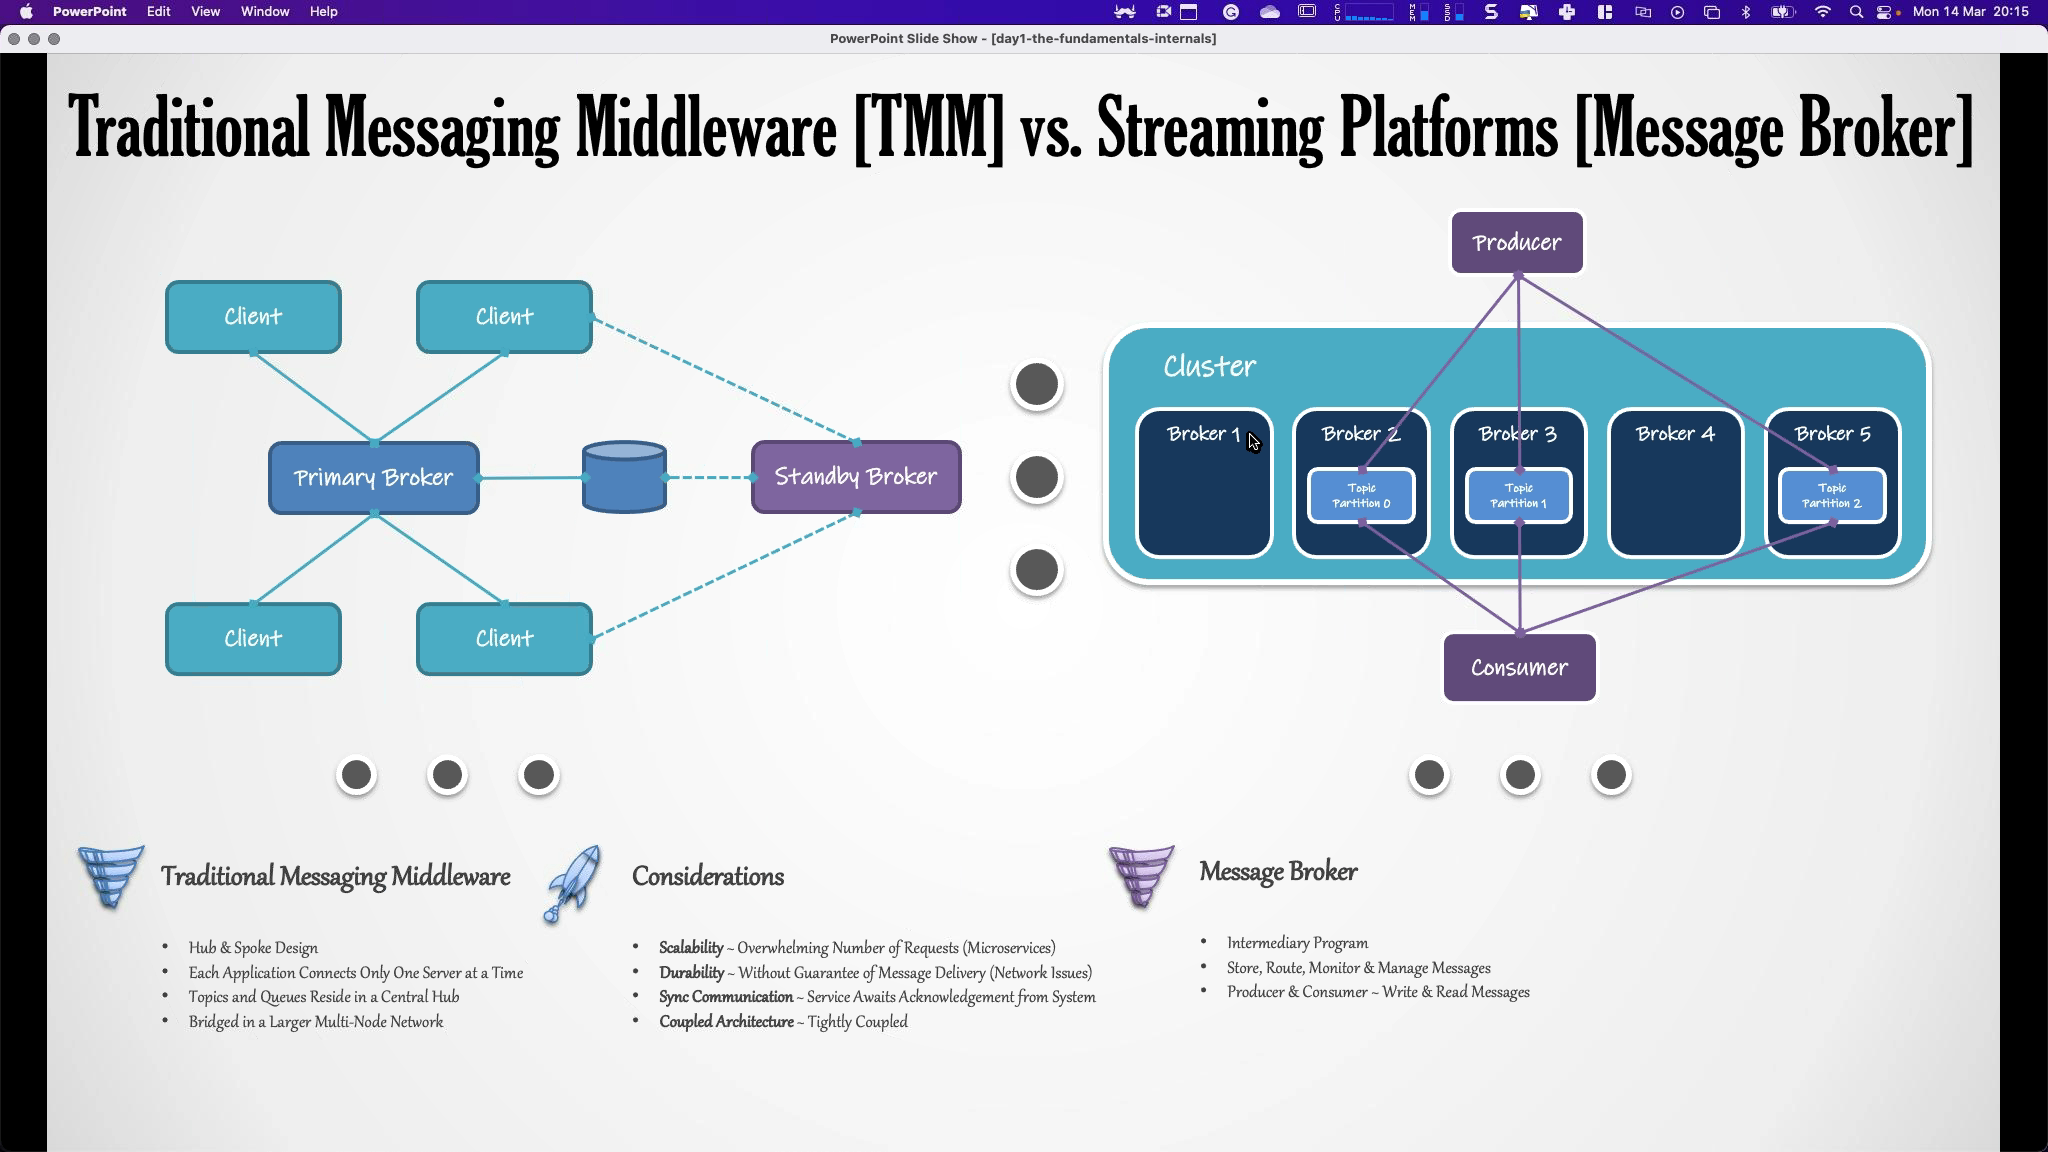 PowerPoint Edit View Window Help
Mon 14 Mar 20:15
PowerPoint Slide Show - [day1-the-fundamentals-internals]
Traditional Messaging Middleware [TMM] vs. Streaming Platforms [Message Broker]
Client
Client
Primary Broker
Standby Broker
Client
Client
Producer
Cluster
Broker 1
Broker 2
Broker 3
Broker 4
Broker 5
Topic
Partition 0
Topic
Partition 1
Topic
Partition 2
Consumer
Traditional Messaging Middleware
• Hub & Spoke Design
• Each Application Connects Only One Server at a Time
• Topics and Queues Reside in a Central Hub
• Bridged in a Larger Multi-Node Network
Considerations
• Scalability ~ Overwhelming Number of Requests (Microservices)
• Durability ~ Without Guarantee of Message Delivery (Network Issues)
• Sync Communication ~ Service Awaits Acknowledgement from System
• Coupled Architecture ~ Tightly Coupled
Message Broker
• Intermediary Program
• Store, Route, Monitor & Manage Messages
• Producer & Consumer ~ Write & Read Messages